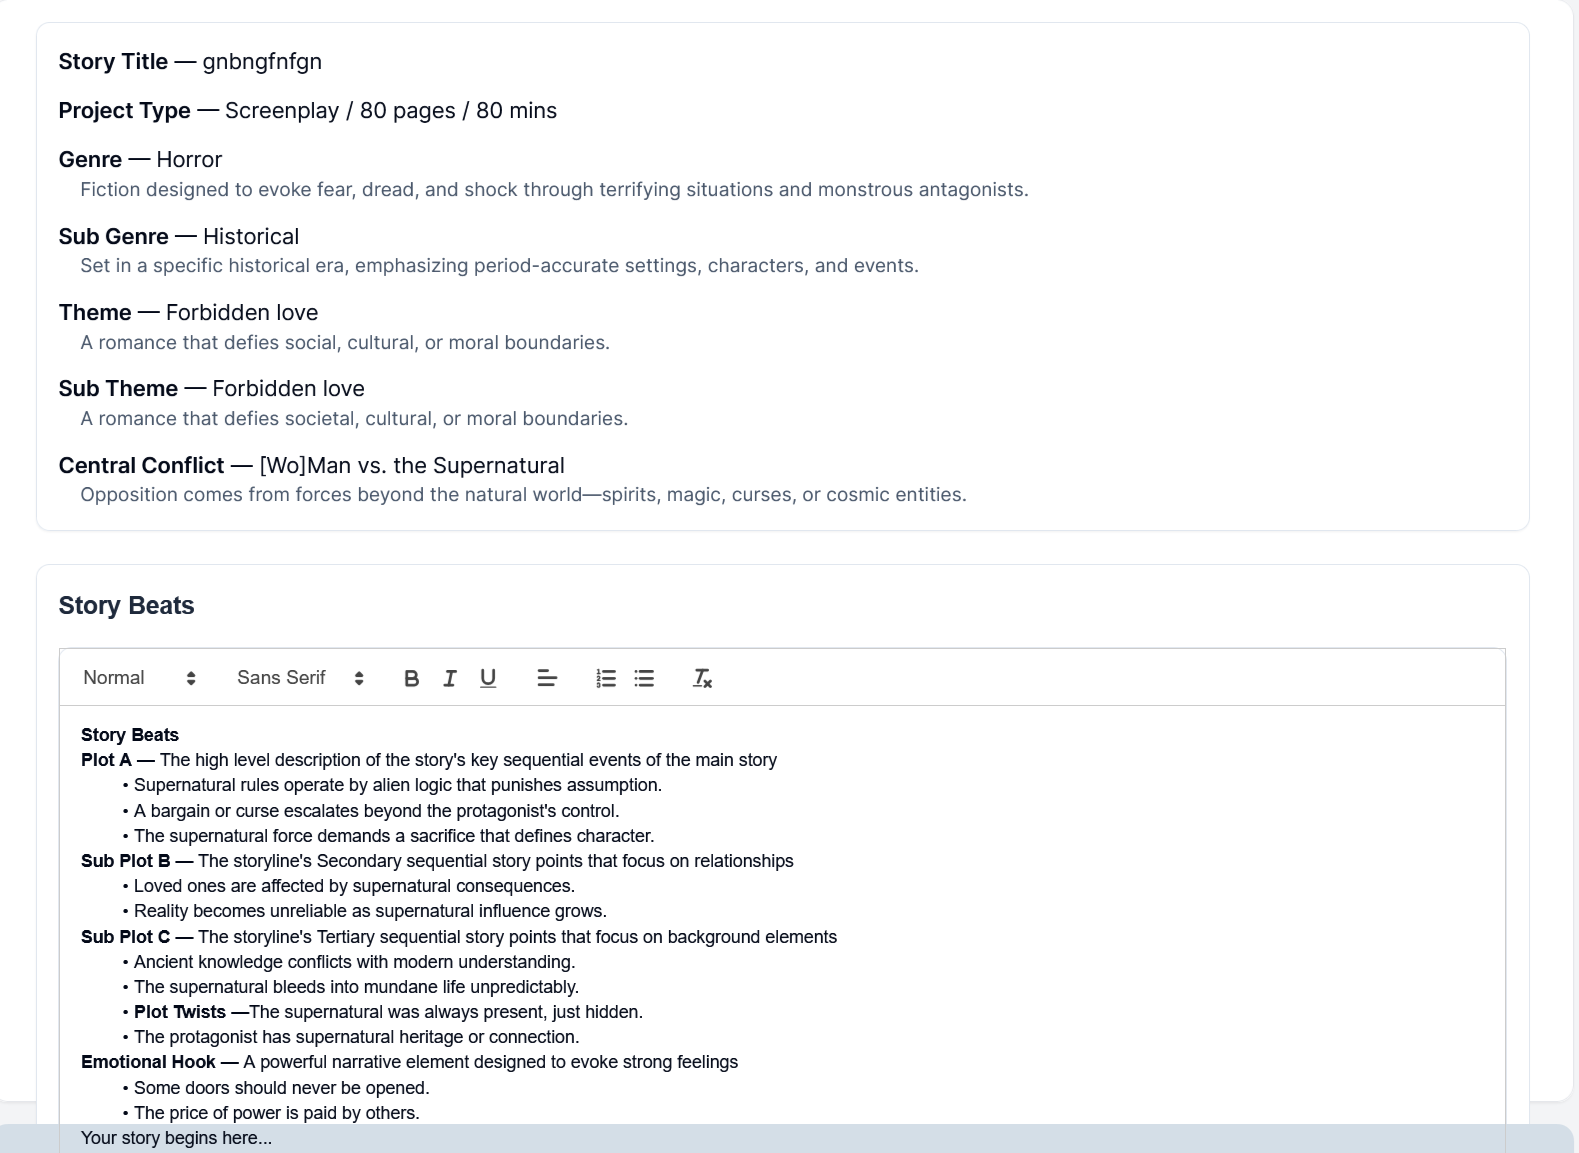 Story Title — gnbngfnfgn
Project Type — Screenplay / 80 pages / 80 mins
Genre — Horror
Fiction designed to evoke fear, dread, and shock through terrifying situations and monstrous antagonists.
Sub Genre — Historical
Set in a specific historical era, emphasizing period-accurate settings, characters, and events.
Theme — Forbidden love
A romance that defies social, cultural, or moral boundaries.
Sub Theme — Forbidden love
A romance that defies societal, cultural, or moral boundaries.
Central Conflict — [Wo]Man vs. the Supernatural
Opposition comes from forces beyond the natural world—spirits, magic, curses, or cosmic entities.
Story Beats
Normal Sans Serif B I U
Story Beats
Plot A — The high level description of the story's key sequential events of the main story
• Supernatural rules operate by alien logic that punishes assumption.
• A bargain or curse escalates beyond the protagonist's control.
• The supernatural force demands a sacrifice that defines character.
Sub Plot B — The storyline's Secondary sequential story points that focus on relationships
• Loved ones are affected by supernatural consequences.
• Reality becomes unreliable as supernatural influence grows.
Sub Plot C — The storyline's Tertiary sequential story points that focus on background elements
• Ancient knowledge conflicts with modern understanding.
• The supernatural bleeds into mundane life unpredictably.
• Plot Twists —The supernatural was always present, just hidden.
• The protagonist has supernatural heritage or connection.
Emotional Hook — A powerful narrative element designed to evoke strong feelings
• Some doors should never be opened.
• The price of power is paid by others.
Your story begins here...